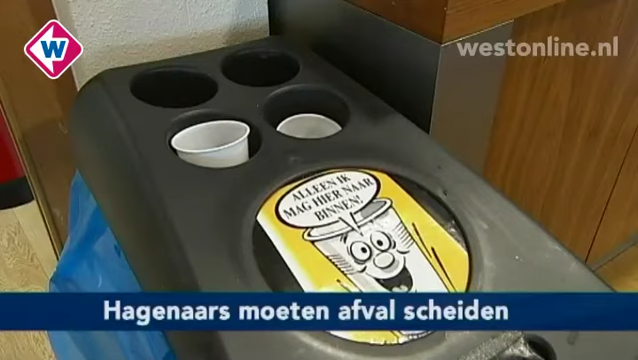 W
westonline.nl
ALLEEN IK
MAG HIER NAAR
BINNEN!
Hagenaars moeten afval scheiden